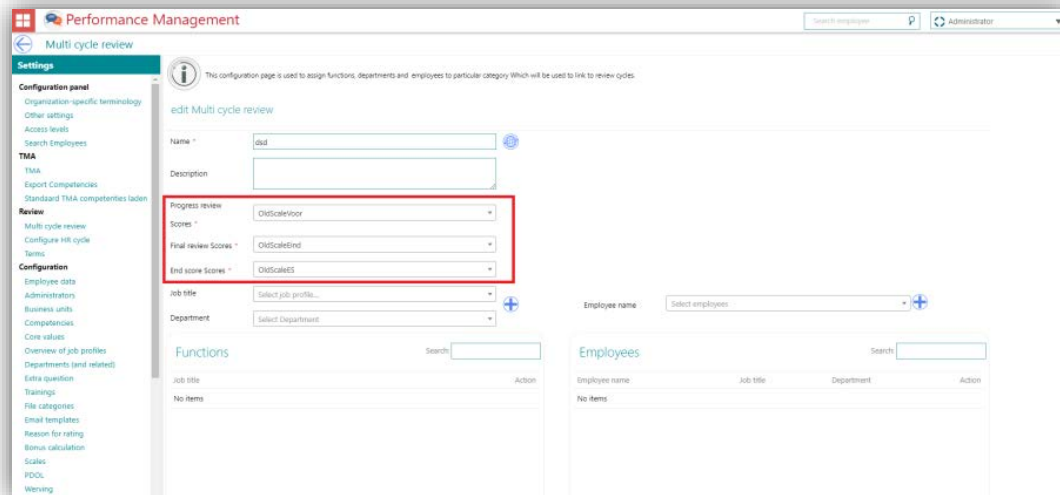 Performance Management
Search employee
Administrator
Multi cycle review
Settings
Configuration panel
Organization-specific terminology
Other settings
Access levels
Search Employees
TMA
TMA
Export Competencies
Standaard TMA competenties laden
Review
Multi cycle review
Configure HR cycle
Terms
Configuration
Employee data
Administrators
Business units
Competencies
Core values
Overview of job profiles
Departments (and related)
Extra question
Trainings
File categories
Email templates
Reason for rating
Bonus calculation
Scales
PDOL
Werving
This configuration page is used to assign functions, departments and employees to particular category Which will be used to link to review cycles.
edit Multi cycle review
Name * dsd
Description
Progress review
Scores * OldScaleVoor
Final review Scores * OldScaleEind
End score Scores * OldScaleES
Job title Select job profile...
Department Select Department
Employee name Select employees
Functions Search:
Job title Action
No items
Employees Search:
Employee name Job title Department Action
No items